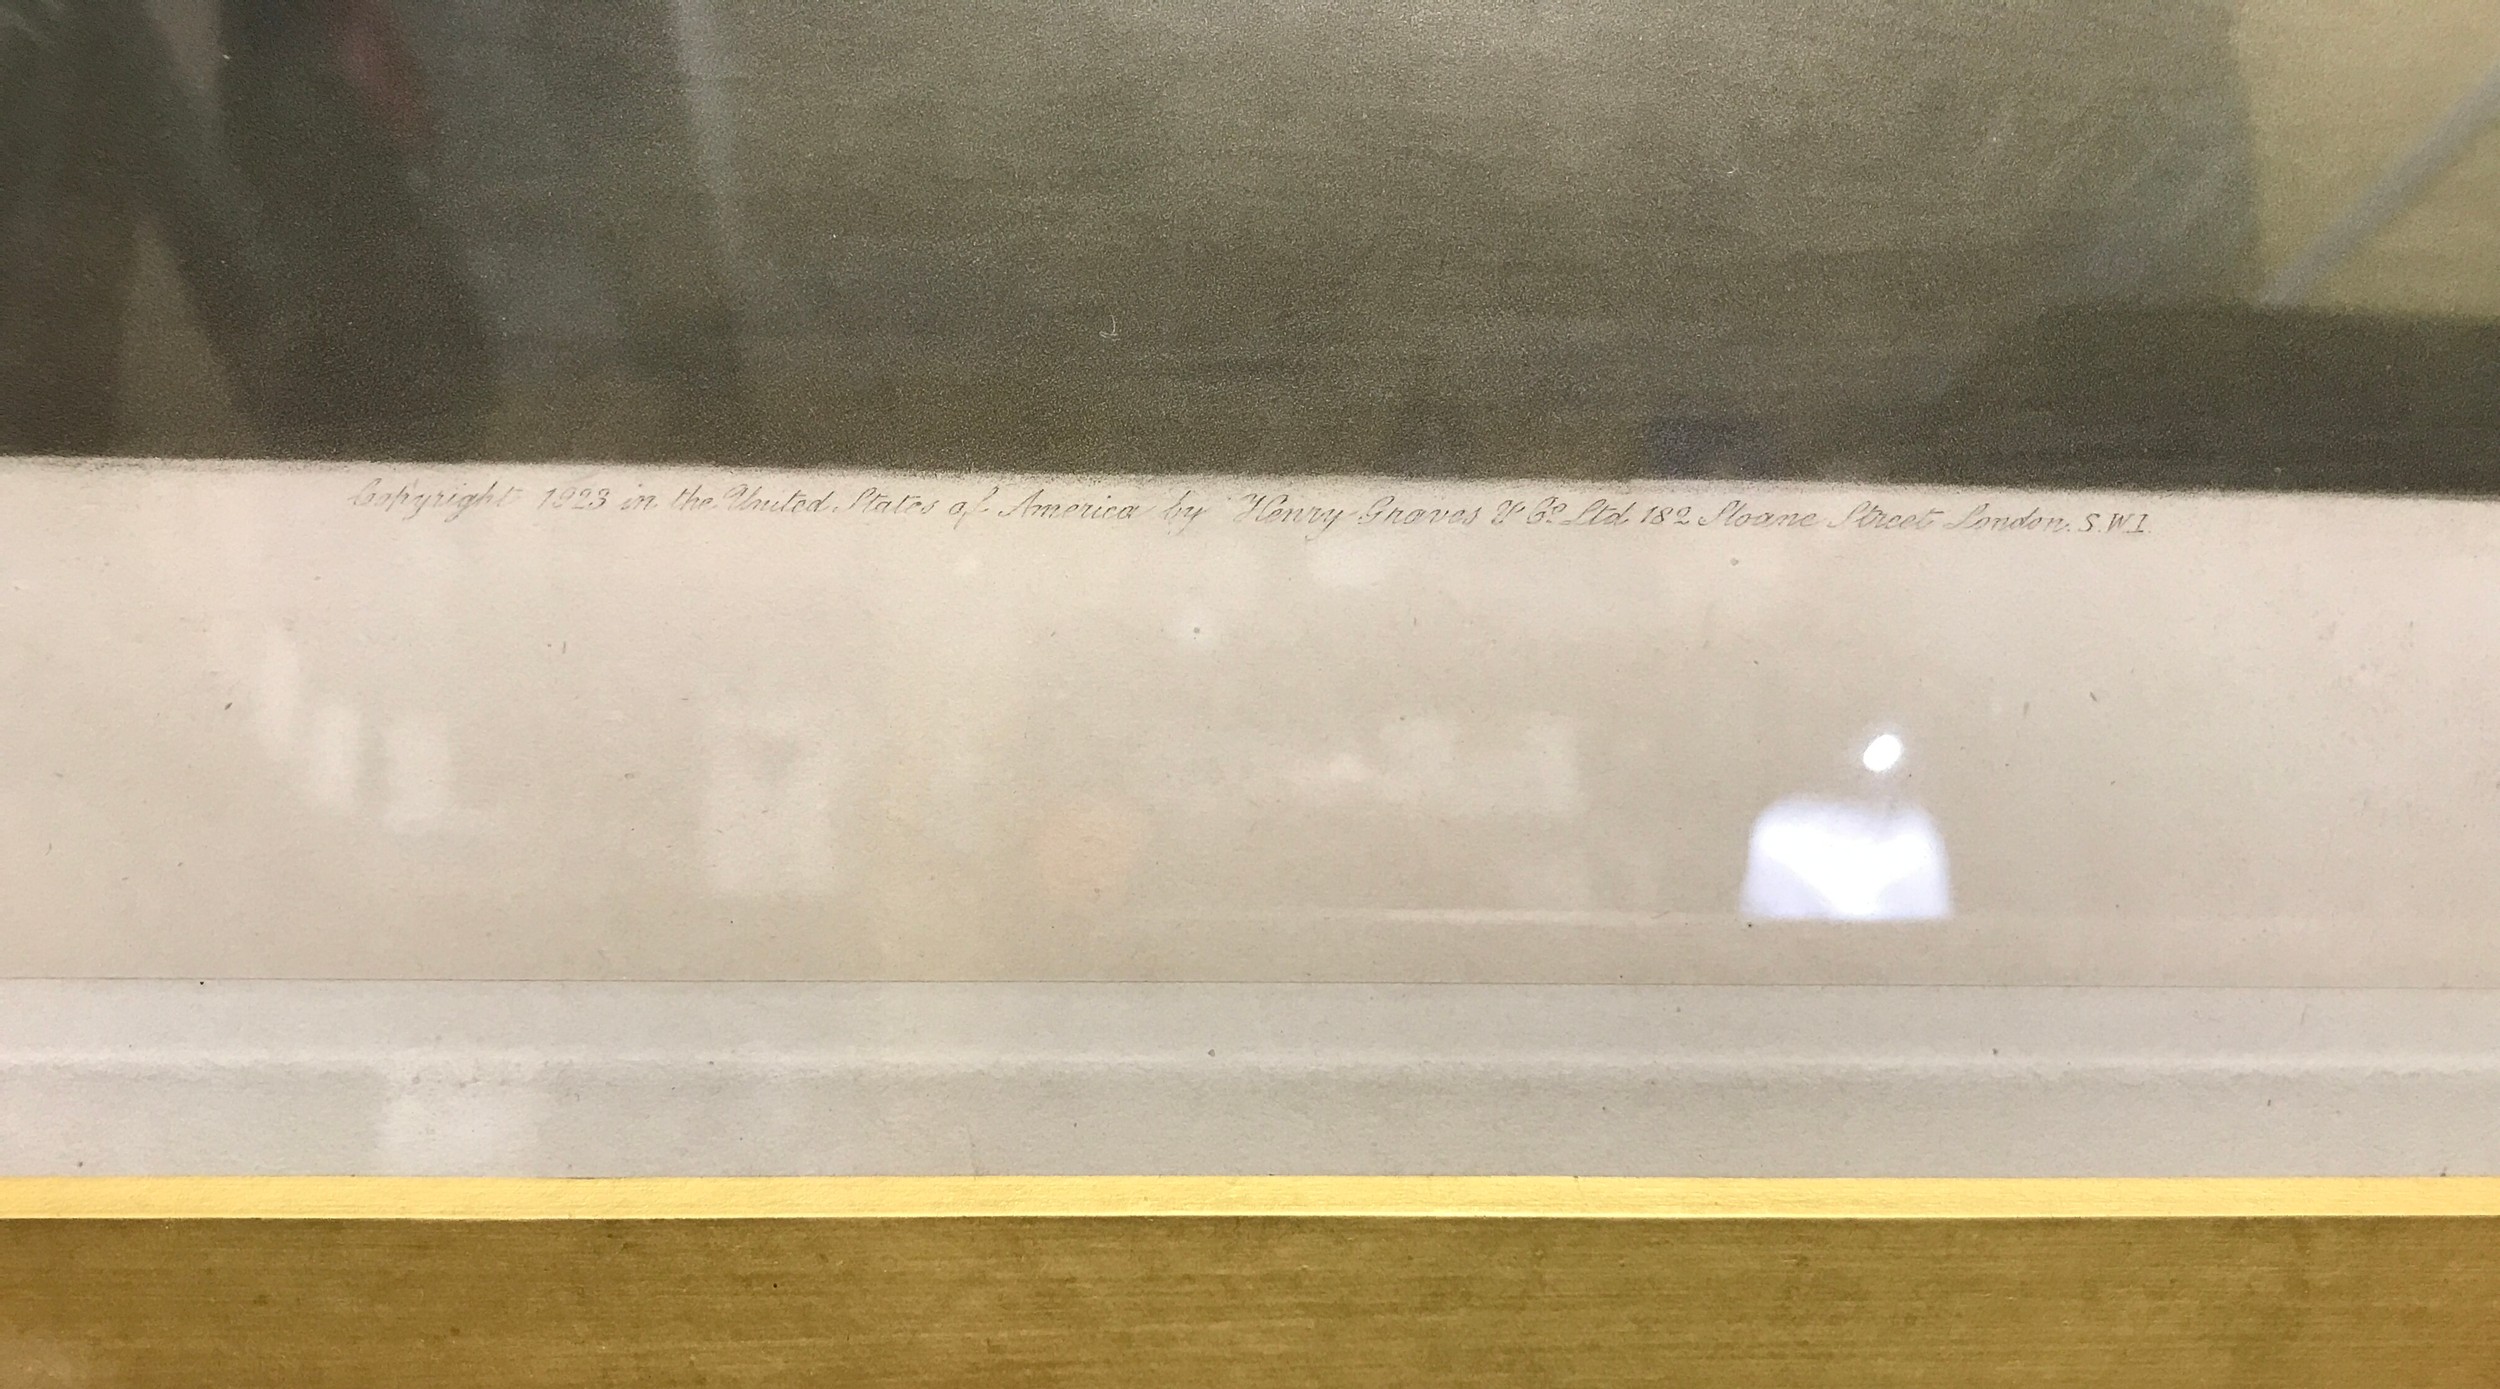 Copyright 1923 in the United States of America by Henry Graves & Co Ltd 182 Sloane Street London. S.W.1.